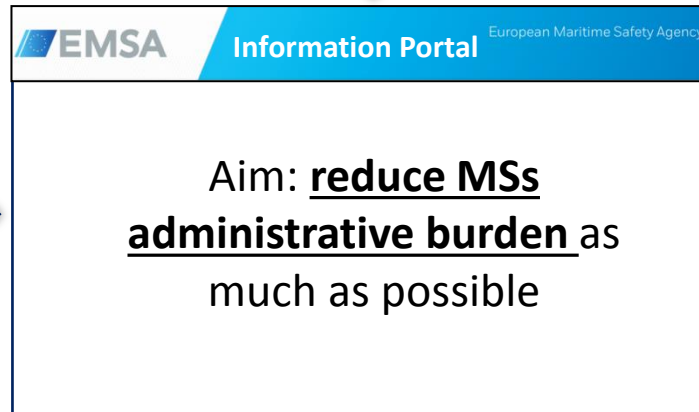 EMSA
Information Portal
European Maritime Safety Agency
Aim: reduce MSs
administrative burden as
much as possible